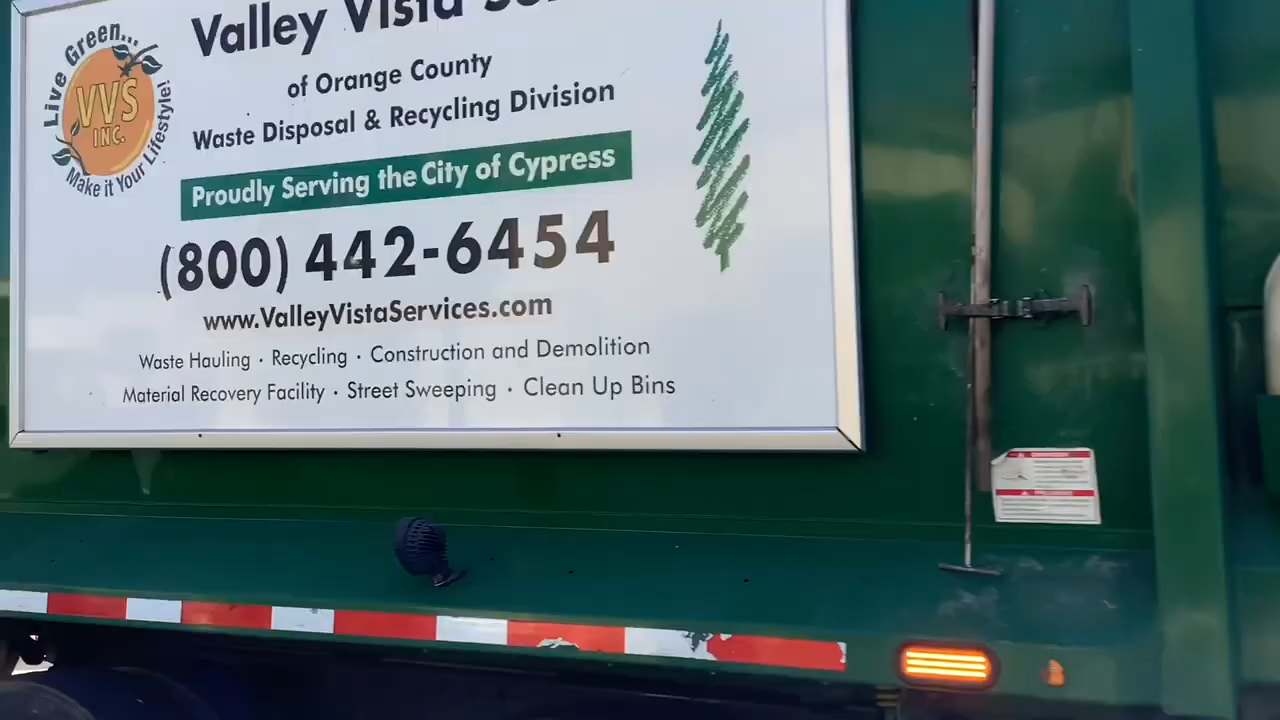 Live Green...
VVS
INC.
Make it Your Lifestyle!
Valley Vista
of Orange County
Waste Disposal & Recycling Division
Proudly Serving the City of Cypress
(800) 442-6454
www.ValleyVistaServices.com
Waste Hauling · Recycling · Construction and Demolition
Material Recovery Facility · Street Sweeping · Clean Up Bins